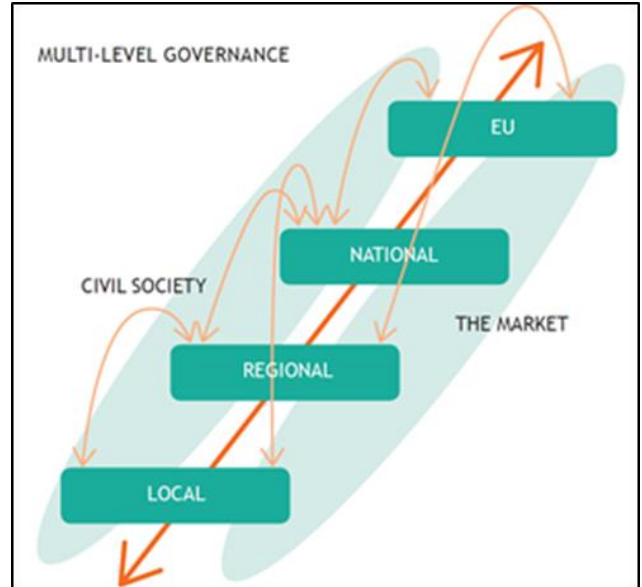 MULTI-LEVEL GOVERNANCE
EU
NATIONAL
CIVIL SOCIETY
THE MARKET
REGIONAL
LOCAL